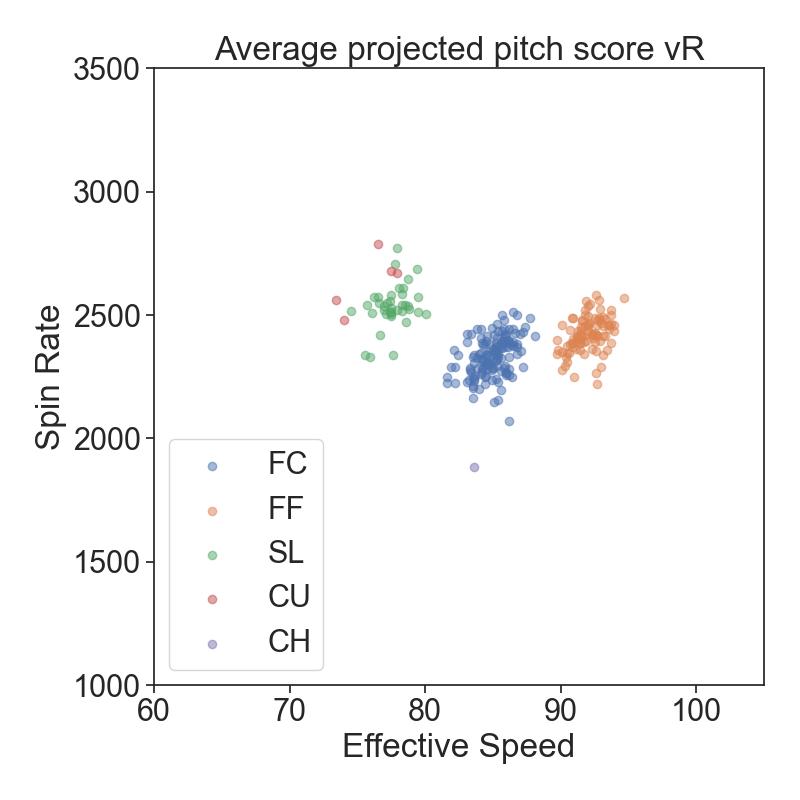 Average projected pitch score vR
3500
3000
2500
2000
1500
1000
Spin Rate
FC
FF
SL
CU
CH
60 70 80 90 100
Effective Speed